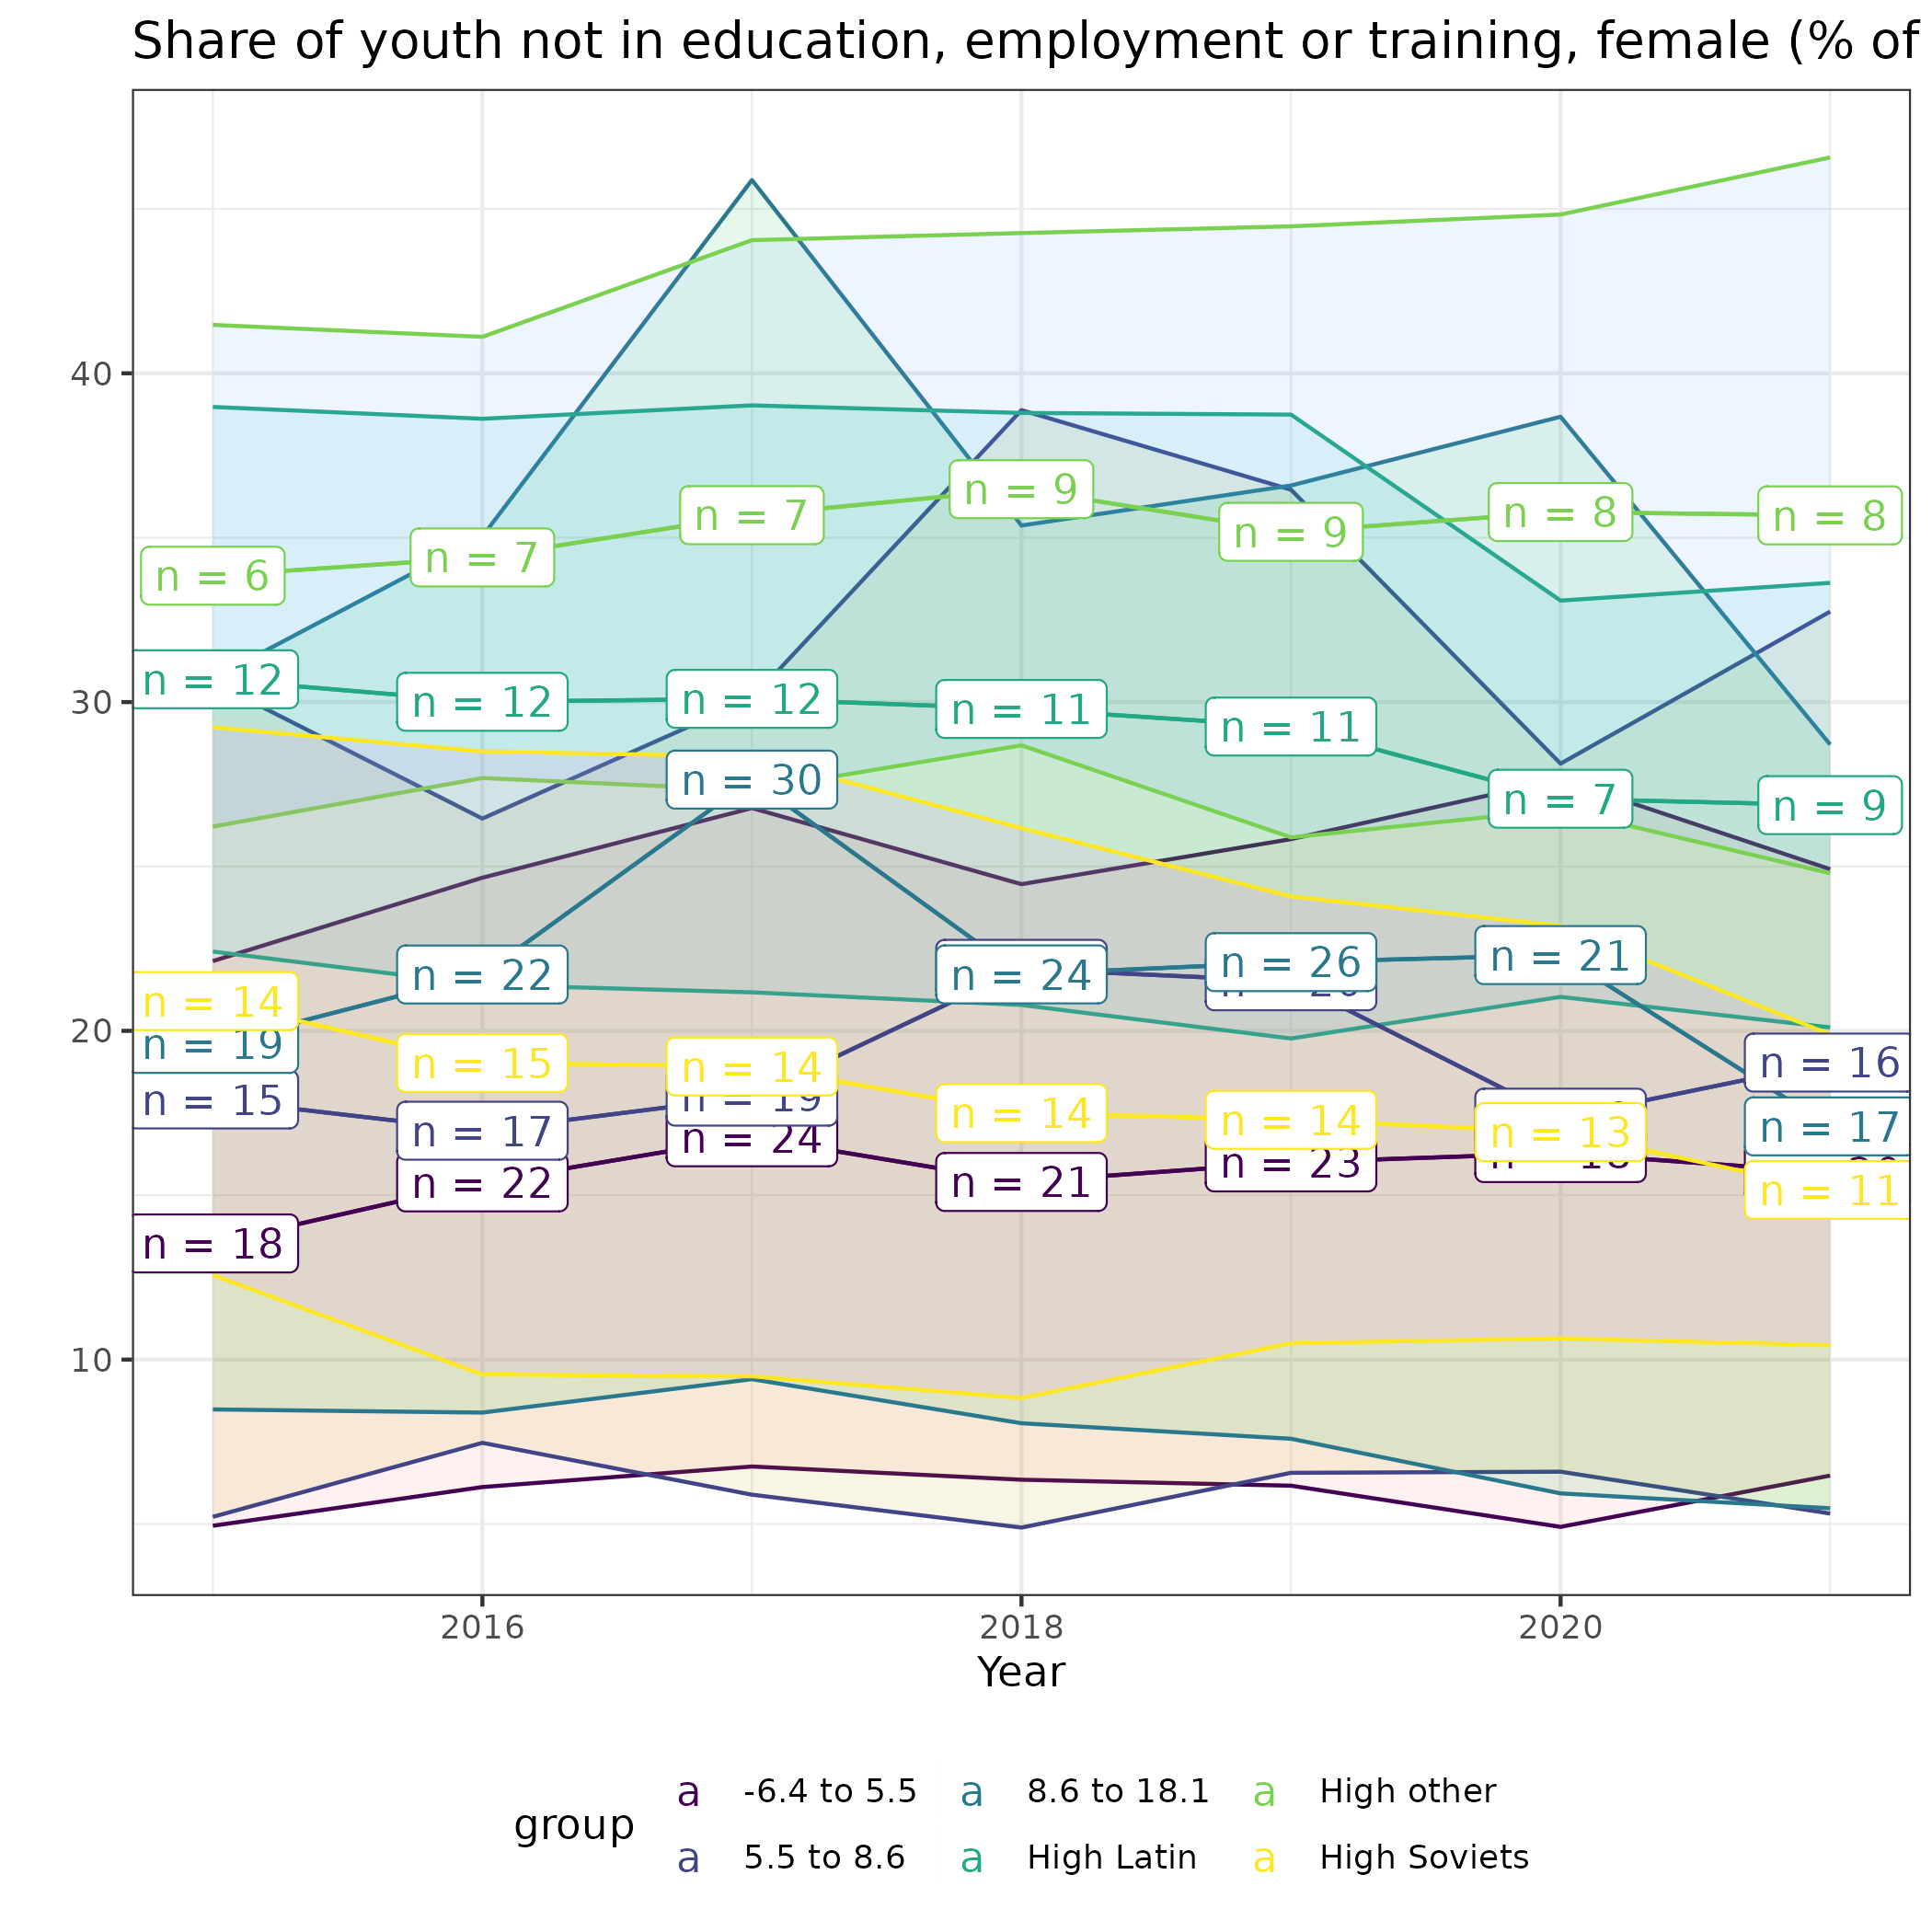 Share of youth not in education, employment or training, female (% of
40
30
20
10
n = 9
n = 7
n = 8
n = 8
n = 7
n = 9
n = 6
n = 12
n = 12
n = 12
n = 11
n = 11
n = 30
n = 7
n = 9
n = 22
n = 24
n = 26
n = 21
n = 14
n = 19
n = 15
n = 14
n = 16
n = 15
n = 17
n = 19
n = 14
n = 14
n = 13
n = 17
n = 22
n = 24
n = 21
n = 23
n = 11
n = 18
2016
2018
2020
Year
group
a -6.4 to 5.5 a 8.6 to 18.1 a High other
a 5.5 to 8.6 a High Latin a High Soviets